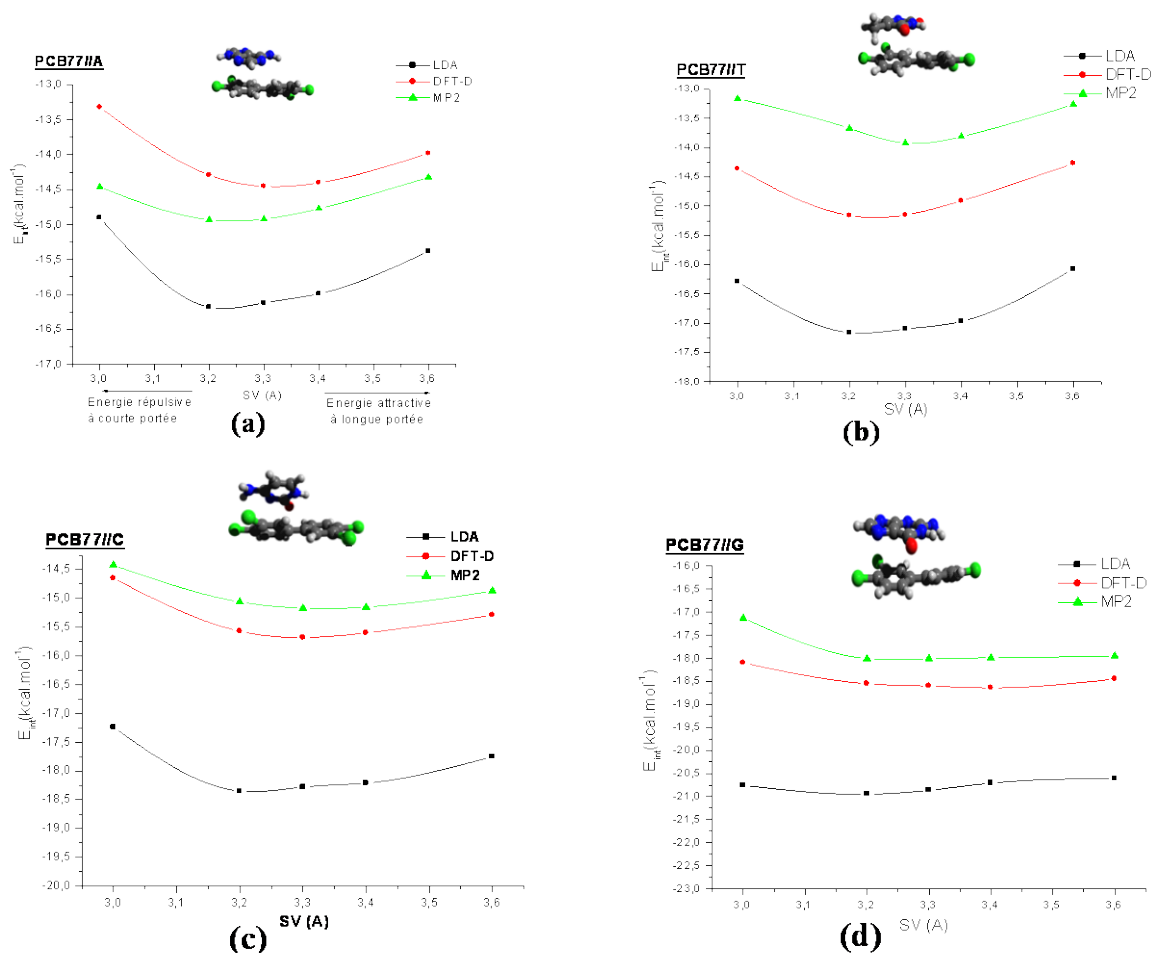 PCB77//A
LDA
DFT-D
MP2
E_int(kcal.mol⁻¹)
-13,0
-13,5
-14,0
-14,5
-15,0
-15,5
-16,0
-16,5
-17,0
3,0 3,1 3,2 3,3 3,4 3,5 3,6
SV (A)
Energie répulsive
à courte portée
Energie attractive
à longue portée
(a)
PCB77//T
LDA
DFT-D
MP2
E_int(kcal.mol⁻¹)
-13,0
-13,5
-14,0
-14,5
-15,0
-15,5
-16,0
-16,5
-17,0
-17,5
-18,0
3,0 3,1 3,2 3,3 3,4 3,5 3,6
SV (A)
(b)
PCB77//C
LDA
DFT-D
MP2
E_int(kcal.mol⁻¹)
-14,5
-15,0
-15,5
-16,0
-16,5
-17,0
-17,5
-18,0
-18,5
-19,0
-19,5
-20,0
3,0 3,1 3,2 3,3 3,4 3,5 3,6
SV (A)
(c)
PCB77//G
LDA
DFT-D
MP2
E_int(kcal.mol⁻¹)
-16,0
-16,5
-17,0
-17,5
-18,0
-18,5
-19,0
-19,5
-20,0
-20,5
-21,0
-21,5
-22,0
-22,5
-23,0
3,0 3,1 3,2 3,3 3,4 3,5 3,6
SV (A)
(d)